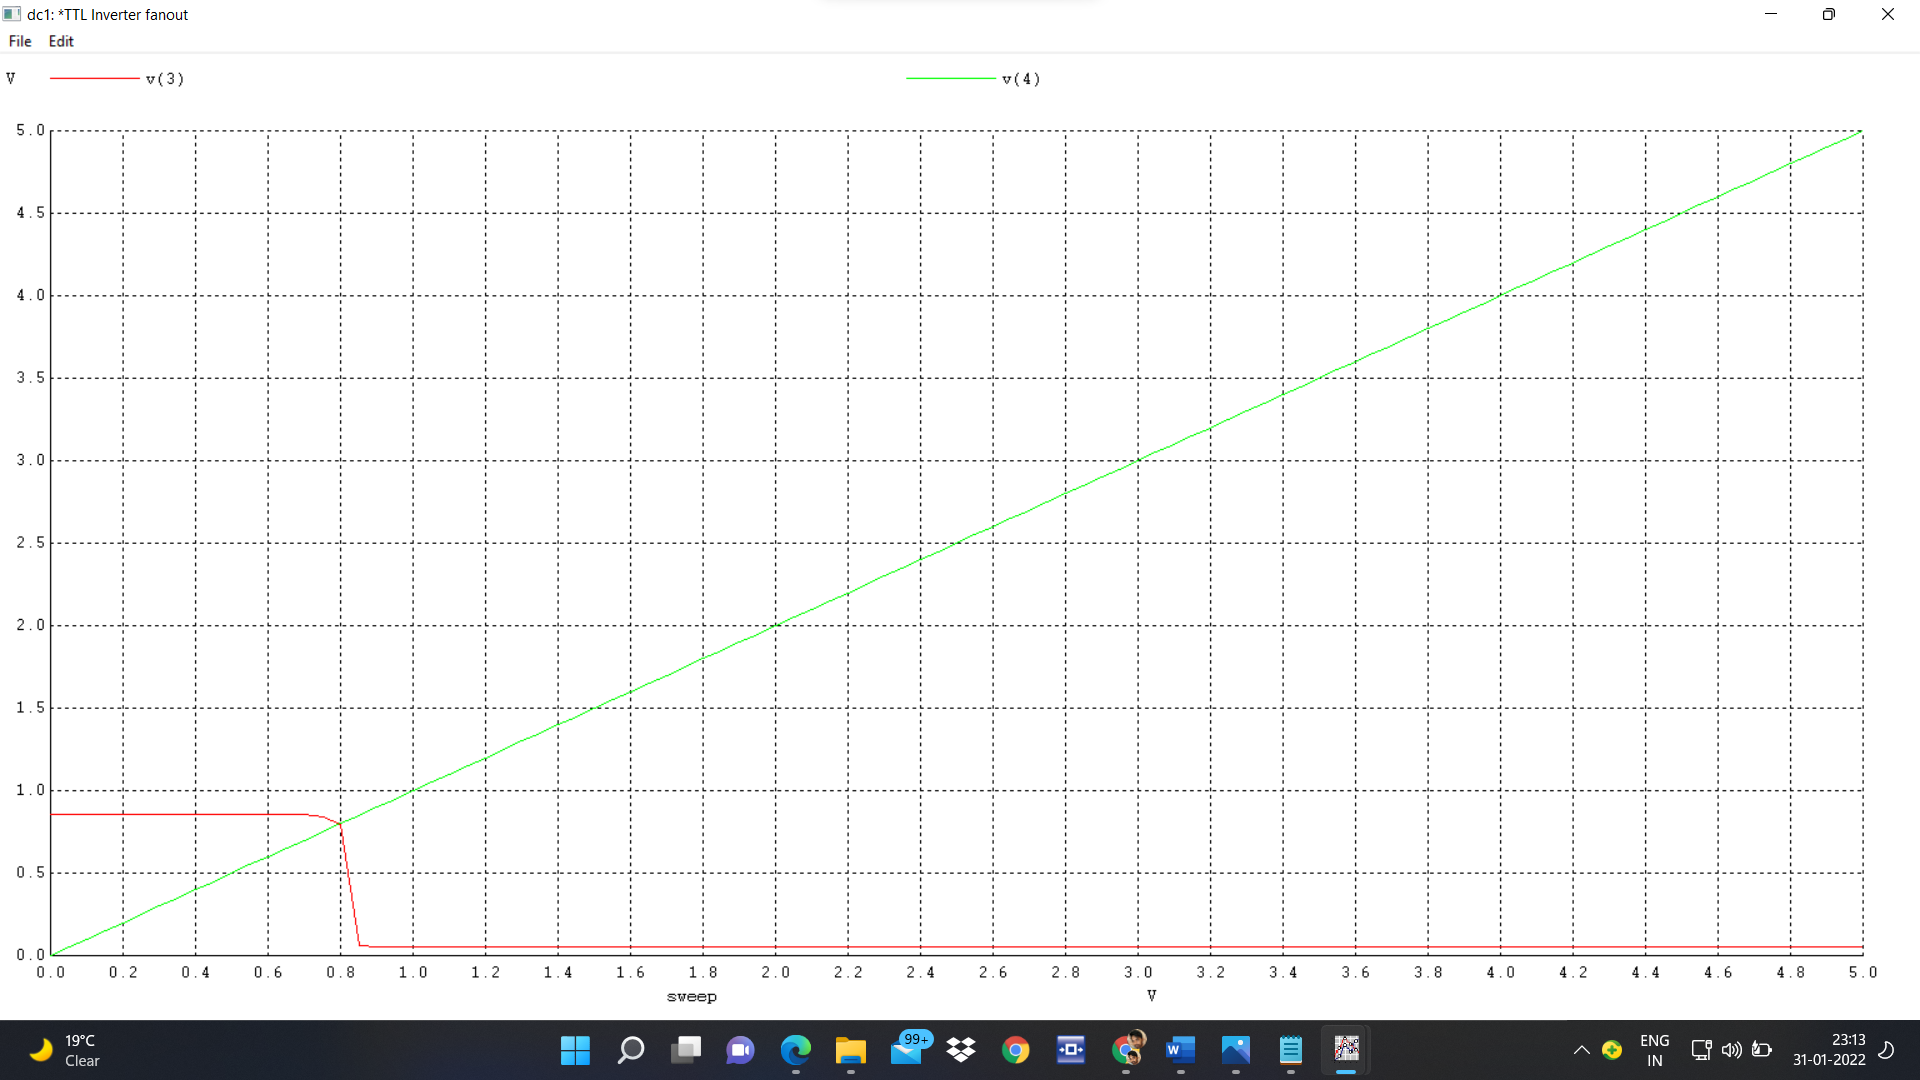 dc1: *TTL Inverter fanout
File Edit
V v(3) v(4)
5.0
4.5
4.0
3.5
3.0
2.5
2.0
1.5
1.0
0.5
0.0
0.0 0.2 0.4 0.6 0.8 1.0 1.2 1.4 1.6 1.8 2.0 2.2 2.4 2.6 2.8 3.0 3.2 3.4 3.6 3.8 4.0 4.2 4.4 4.6 4.8 5.0
sweep V
19°C
Clear
99+
W
ENG
IN
23:13
31-01-2022